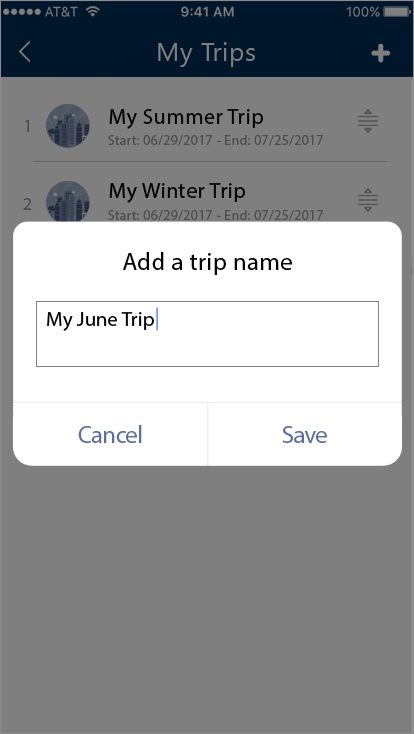 AT&T 9:41 AM 100%
My Trips
1 My Summer Trip
Start: 06/29/2017 - End: 07/25/2017
2 My Winter Trip
Start: 06/29/2017 - End: 07/25/2017
Add a trip name
My June Trip
Cancel Save